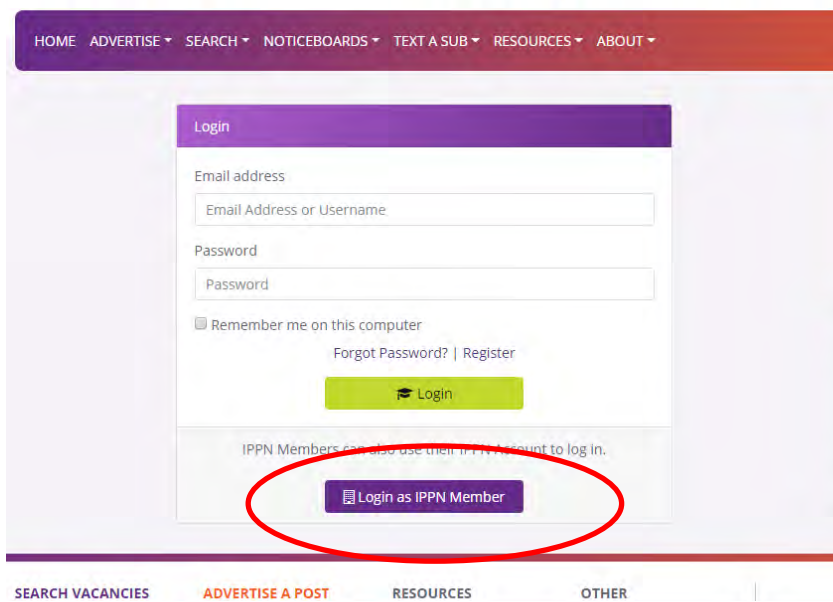 HOME ADVERTISE SEARCH NOTICEBOARDS TEXT A SUB RESOURCES ABOUT
Login
Email address
Email Address or Username
Password
Password
Remember me on this computer
Forgot Password? | Register
Login
IPPN Members can also use their IPPN Account to log in.
Login as IPPN Member
SEARCH VACANCIES ADVERTISE A POST RESOURCES OTHER